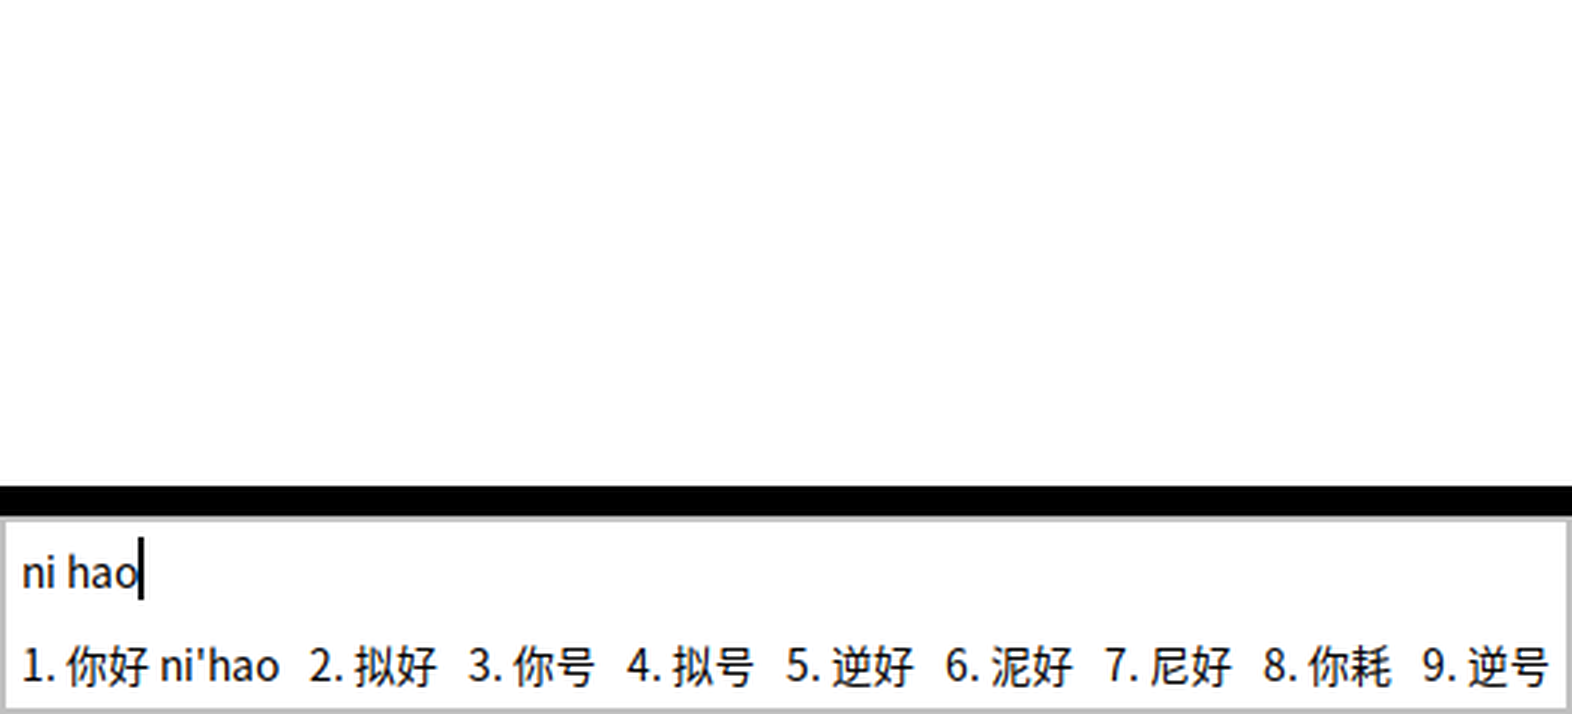 ni hao
1. 你好 ni'hao 2. 拟好 3. 你号 4. 拟号 5. 逆好 6. 泥好 7. 尼好 8. 你耗 9. 逆号